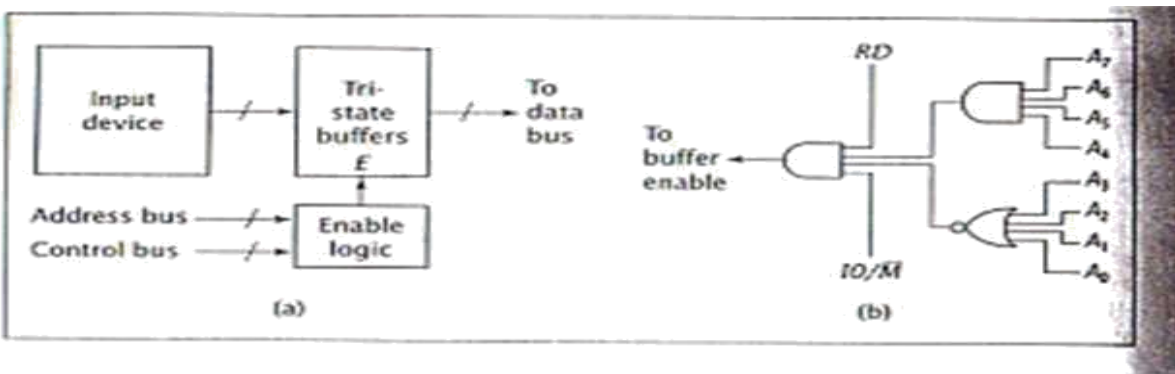 Input
device
Tri-
state
buffers
E
To
data
bus
Address bus
Control bus
Enable
logic
(a)
RD
To
buffer
enable
IO/M̅
A₇
A₆
A₅
A₄
A₃
A₂
A₁
A₀
(b)